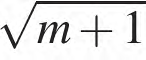 √(m + 1)